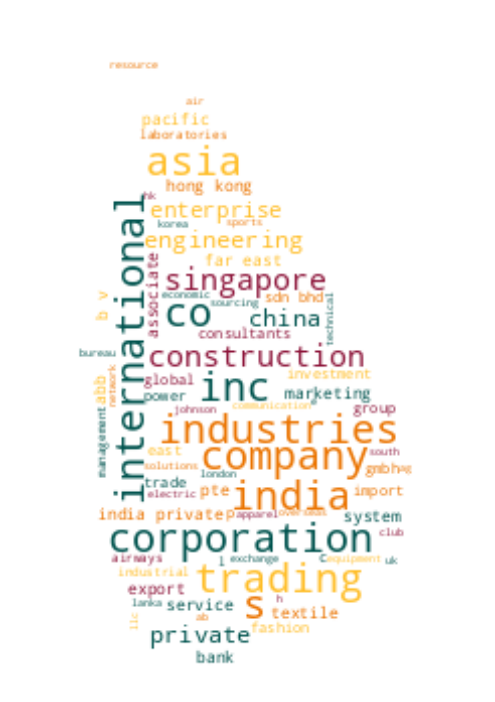 resource
air
pacific
laboratories
asia
hong kong
hk
enterprise
korea
sports
engineering
far east
international
associate
singapore
economic
sourcing
sdn bhd
technical
b v
co
china
consultants
bureau
construction
network
abb
global
inc
investment
power
marketing
management
johnson
communication
group
industries
east
company
south
solutions
london
gmbh
ag
trade
electric
pte
india
import
india private
p
apparel
overseas
system
corporation
club
airways
l
exchange
c
equipment
uk
industrial
trading
export
lanka
service
s
h
textile
llc
ab
private
fashion
bank